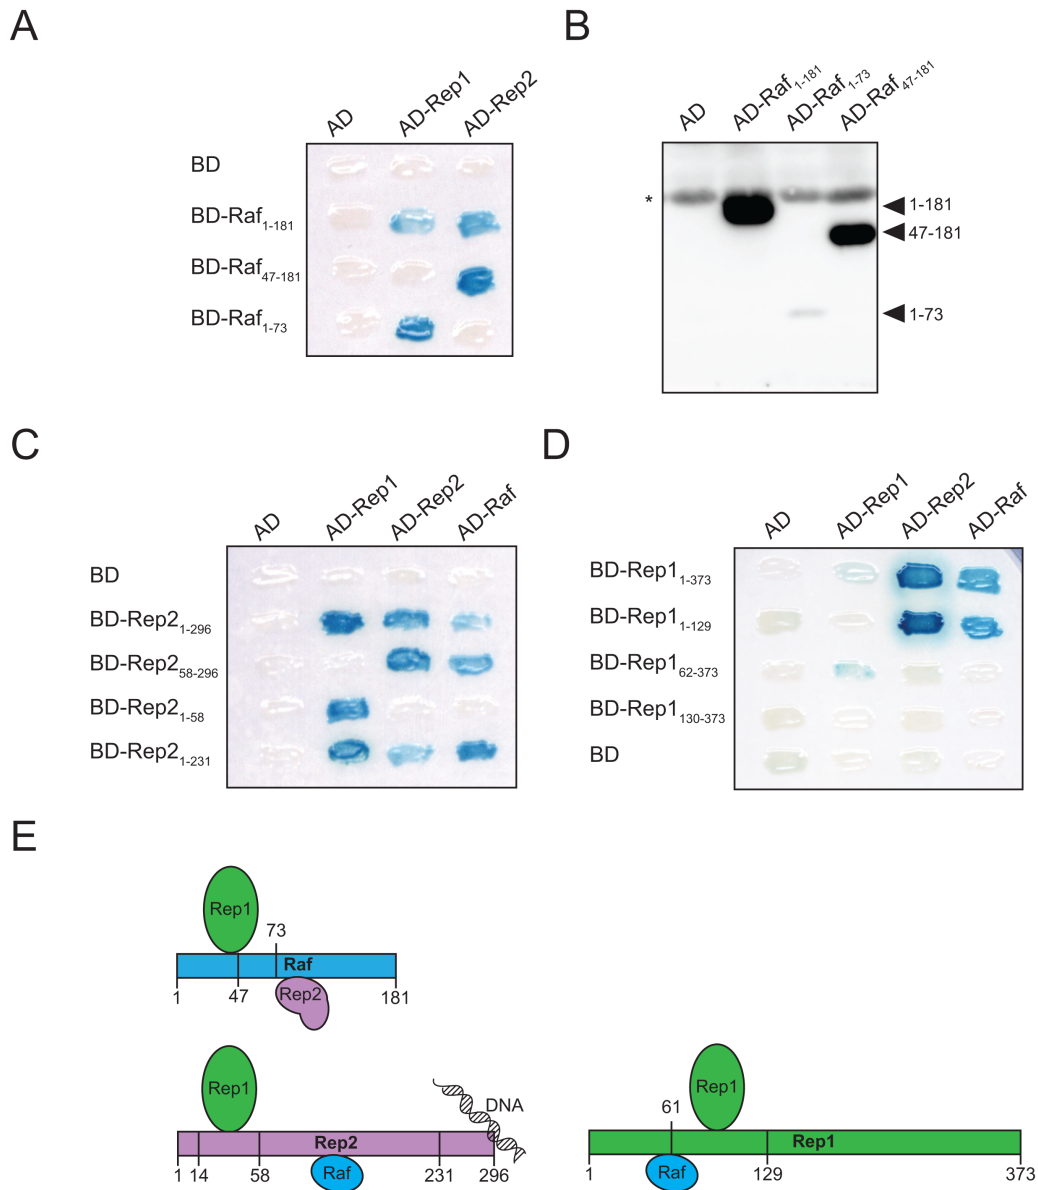 A
AD
AD-Rep1
AD-Rep2
BD
BD-Raf1-181
BD-Raf47-181
BD-Raf1-73
B
AD
AD-Raf1-181
AD-Raf1-73
AD-Raf47-181
*
1-181
47-181
1-73
C
AD
AD-Rep1
AD-Rep2
AD-Raf
BD
BD-Rep21-296
BD-Rep258-296
BD-Rep21-58
BD-Rep21-231
D
AD
AD-Rep1
AD-Rep2
AD-Raf
BD-Rep11-373
BD-Rep11-129
BD-Rep162-373
BD-Rep1130-373
BD
E
Rep1
73
Raf
1 47 Rep2 181
Rep1
DNA
Rep2
1 14 58 Raf 231 296
Rep1
61
Rep1
1 Raf 129 373